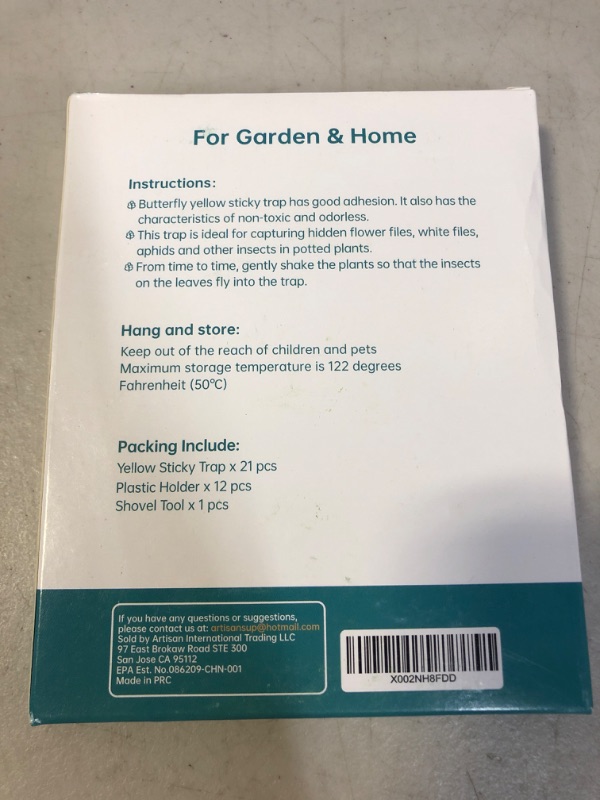 For Garden & Home
Instructions:
Butterfly yellow sticky trap has good adhesion. It also has the
characteristics of non-toxic and odorless.
This trap is ideal for capturing hidden flower files, white files,
aphids and other insects in potted plants.
From time to time, gently shake the plants so that the insects
on the leaves fly into the trap.
Hang and store:
Keep out of the reach of children and pets
Maximum storage temperature is 122 degrees
Fahrenheit (50℃)
Packing Include:
Yellow Sticky Trap x 21 pcs
Plastic Holder x 12 pcs
Shovel Tool x 1 pcs
If you have any questions or suggestions,
please contact us at: artisansup@hotmail.com
Sold by Artisan International Trading LLC
97 East Brokaw Road STE 300
San Jose CA 95112
EPA Est. No.086209-CHN-001
Made in PRC
X002NH8FDD